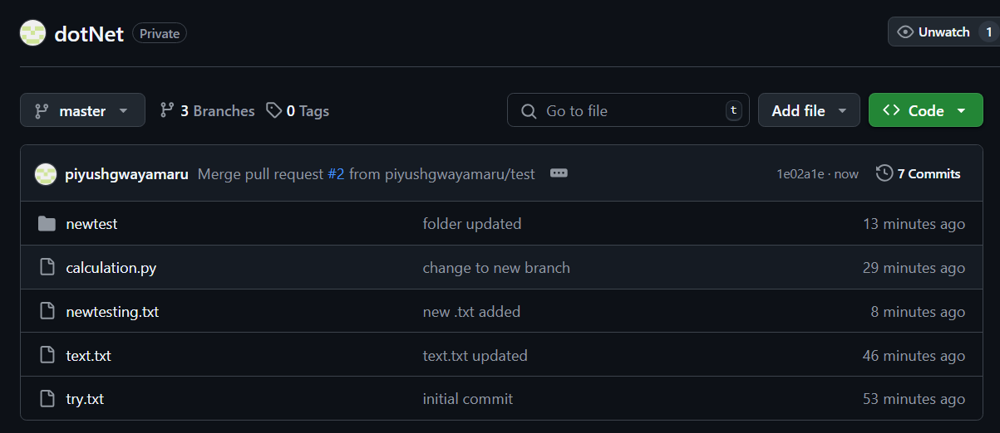 dotNet Private Unwatch 1
master 3 Branches 0 Tags Go to file t Add file <> Code
piyushgwayamaru Merge pull request #2 from piyushgwayamaru/test ••• 1e02a1e · now 7 Commits
newtest folder updated 13 minutes ago
calculation.py change to new branch 29 minutes ago
newtesting.txt new .txt added 8 minutes ago
text.txt text.txt updated 46 minutes ago
try.txt initial commit 53 minutes ago